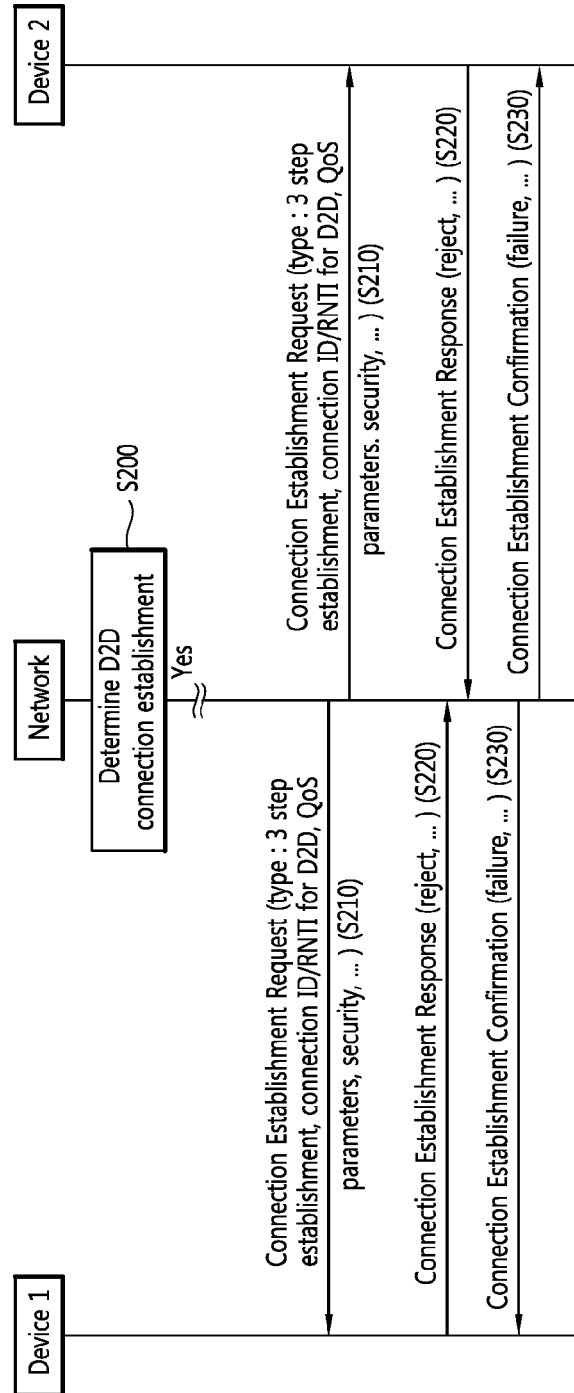 Device 1
Network
Device 2
Determine D2D
connection establishment
S200
Yes
Connection Establishment Request (type : 3 step
establishment, connection ID/RNTI for D2D, QoS
parameters, security, ... ) (S210)
Connection Establishment Request (type : 3 step
establishment, connection ID/RNTI for D2D, QoS
parameters. security, ... ) (S210)
Connection Establishment Response (reject, ... ) (S220)
Connection Establishment Response (reject, ... ) (S220)
Connection Establishment Confirmation (failure, ... ) (S230)
Connection Establishment Confirmation (failure, ... ) (S230)